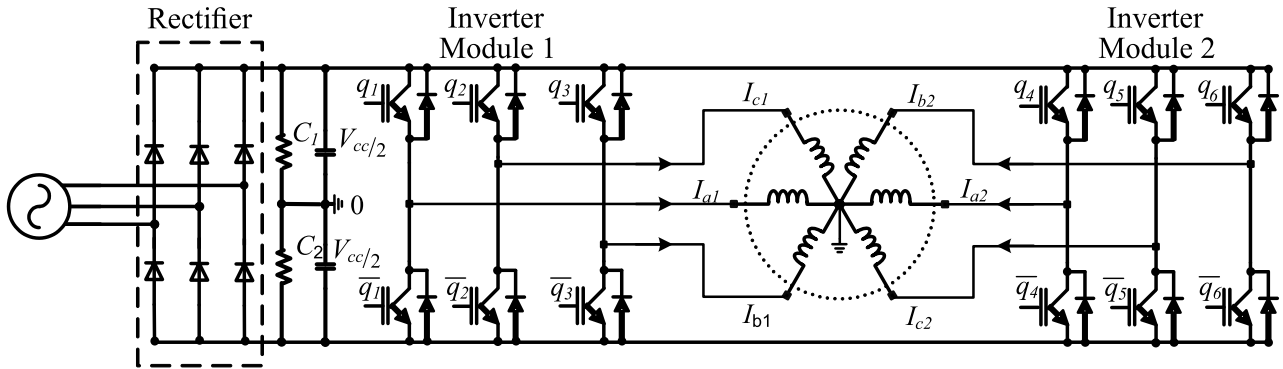 Rectifier
Inverter
Module 1
Inverter
Module 2
q1
q2
q3
Ic1
Ib2
q4
q5
q6
C1
Vcc/2
Ia1
Ia2
0
C2
Vcc/2
q̅1
q̅2
q̅3
Ib1
Ic2
q̅4
q̅5
q̅6